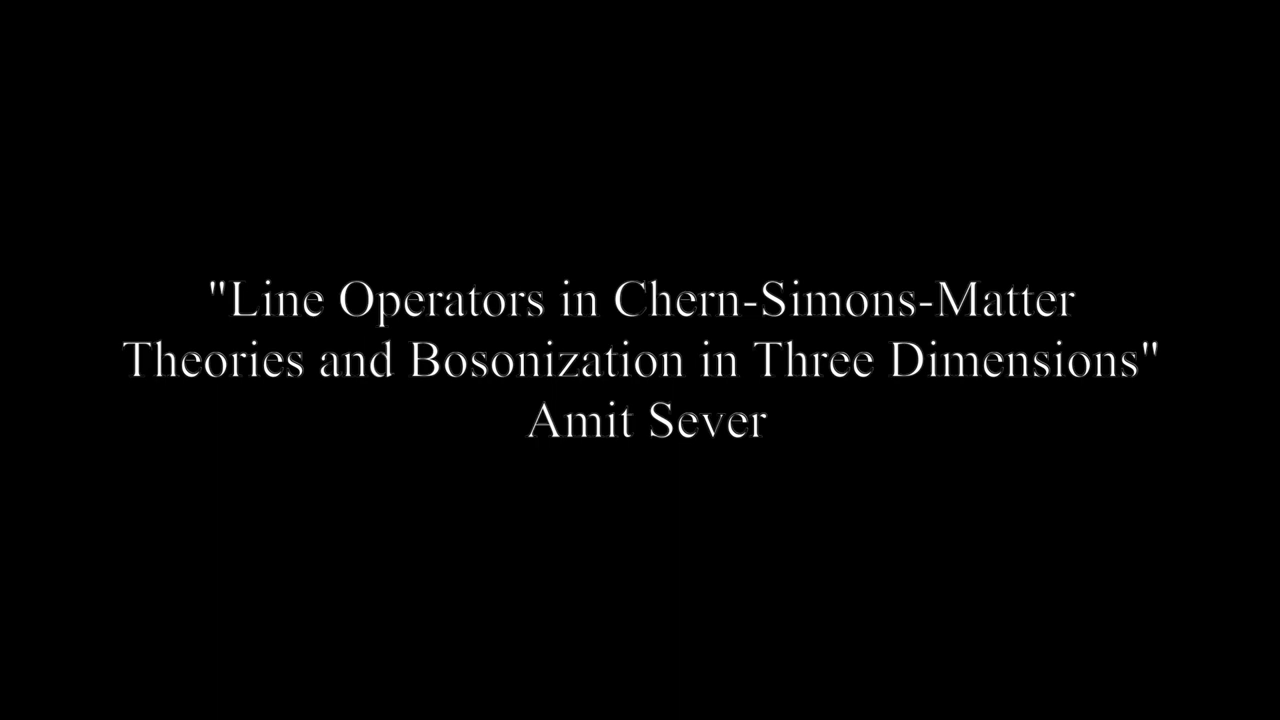 "Line Operators in Chern-Simons-Matter
Theories and Bosonization in Three Dimensions"
Amit Sever